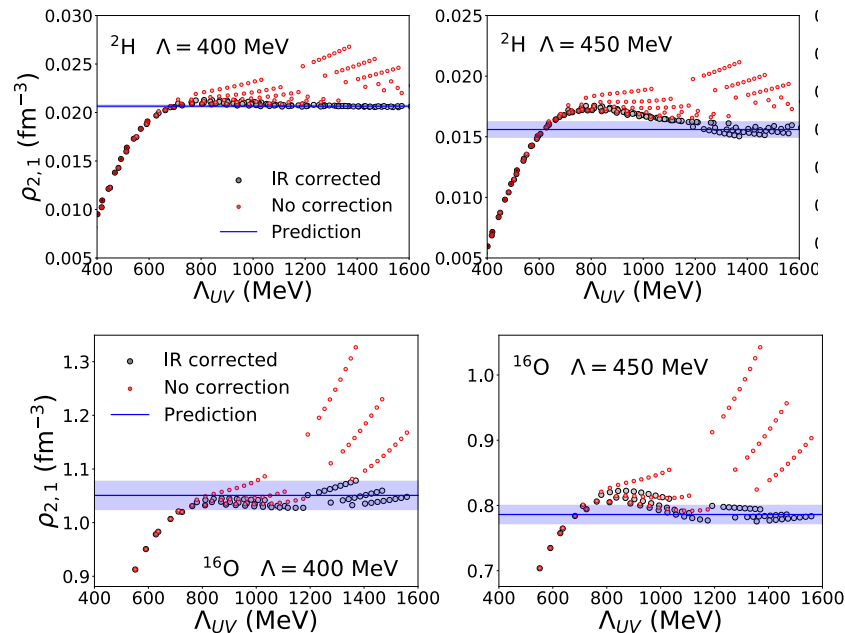 ²H Λ = 400 MeV
0.030
0.025
0.020
0.015
0.010
0.005
ρ2,1 (fm⁻³)
IR corrected
No correction
Prediction
400 600 800 1000 1200 1400 1600
Λ_UV (MeV)
²H Λ = 450 MeV
0.025
0.020
0.015
0.010
0.005
400 600 800 1000 1200 1400 1600
Λ_UV (MeV)
IR corrected
No correction
Prediction
1.3
1.2
1.1
1.0
0.9
ρ2,1 (fm⁻³)
¹⁶O Λ = 400 MeV
400 600 800 1000 1200 1400 1600
Λ_UV (MeV)
¹⁶O Λ = 450 MeV
1.0
0.9
0.8
0.7
400 600 800 1000 1200 1400 1600
Λ_UV (MeV)